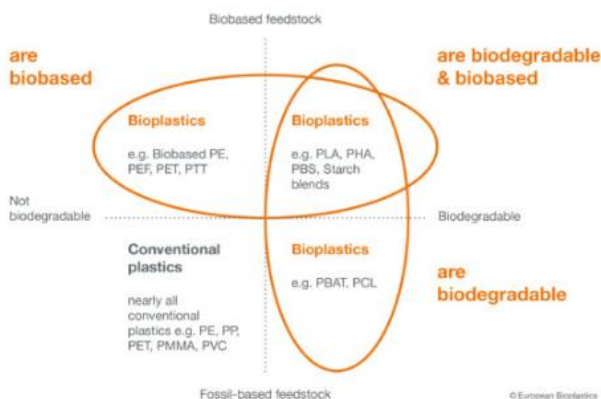 Biobased feedstock
are
biobased
are biodegradable
& biobased
Bioplastics
e.g. Biobased PE,
PEF, PET, PTT
Bioplastics
e.g. PLA, PHA,
PBS, Starch
blends
Not
biodegradable
Biodegradable
Conventional
plastics
nearly all
conventional
plastics e.g. PE, PP,
PET, PMMA, PVC
Bioplastics
e.g. PBAT, PCL
are
biodegradable
Fossil-based feedstock
© European Bioplastics